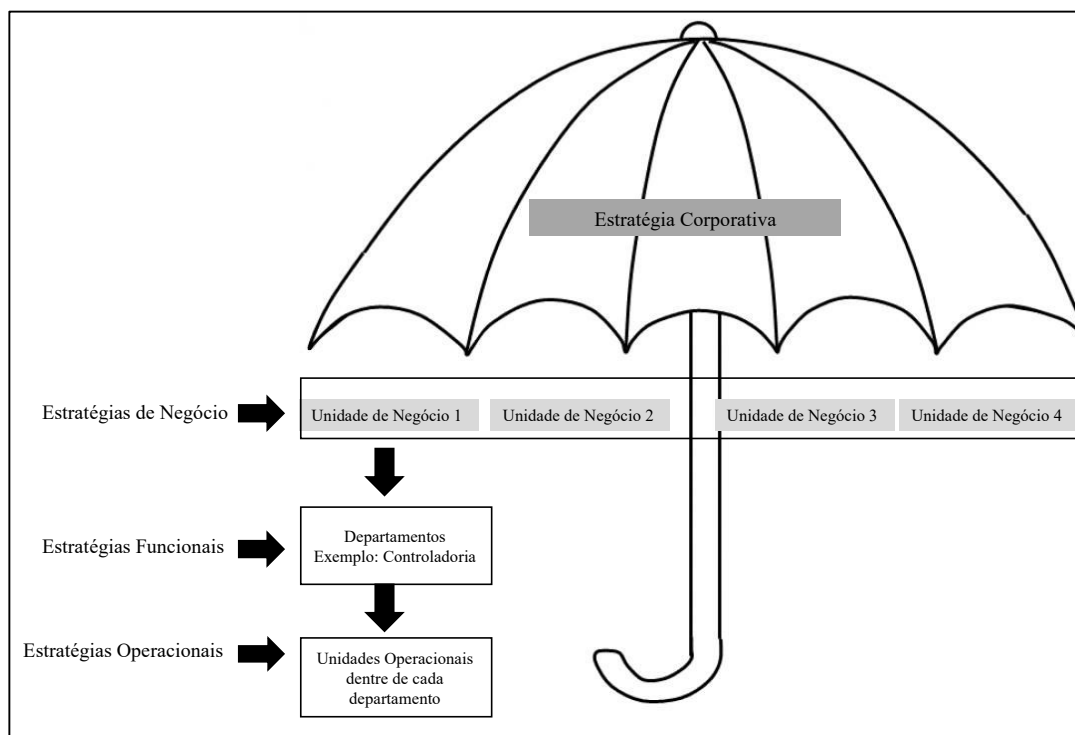 Estratégia Corporativa
Estratégias de Negócio
Unidade de Negócio 1
Unidade de Negócio 2
Unidade de Negócio 3
Unidade de Negócio 4
Estratégias Funcionais
Departamentos
Exemplo: Controladoria
Estratégias Operacionais
Unidades Operacionais
dentre de cada
departamento